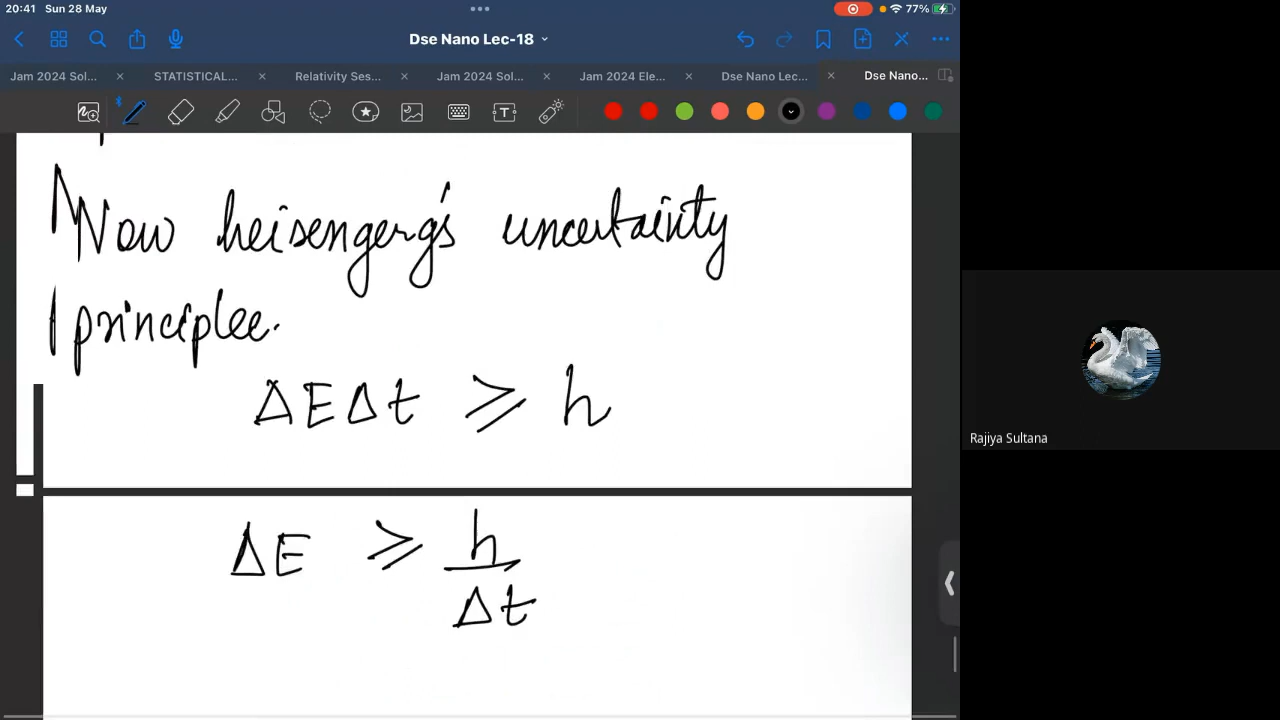 20:41 Sun 28 May
77%
Dse Nano Lec-18
Jam 2024 Sol...
STATISTICAL...
Relativity Ses...
Jam 2024 Sol...
Jam 2024 Ele...
Dse Nano Lec...
Dse Nano...
Now heisengerg's uncertainty
principlee.
ΔEΔt ≥ h
ΔE ≥ h
Δt
Rajiya Sultana